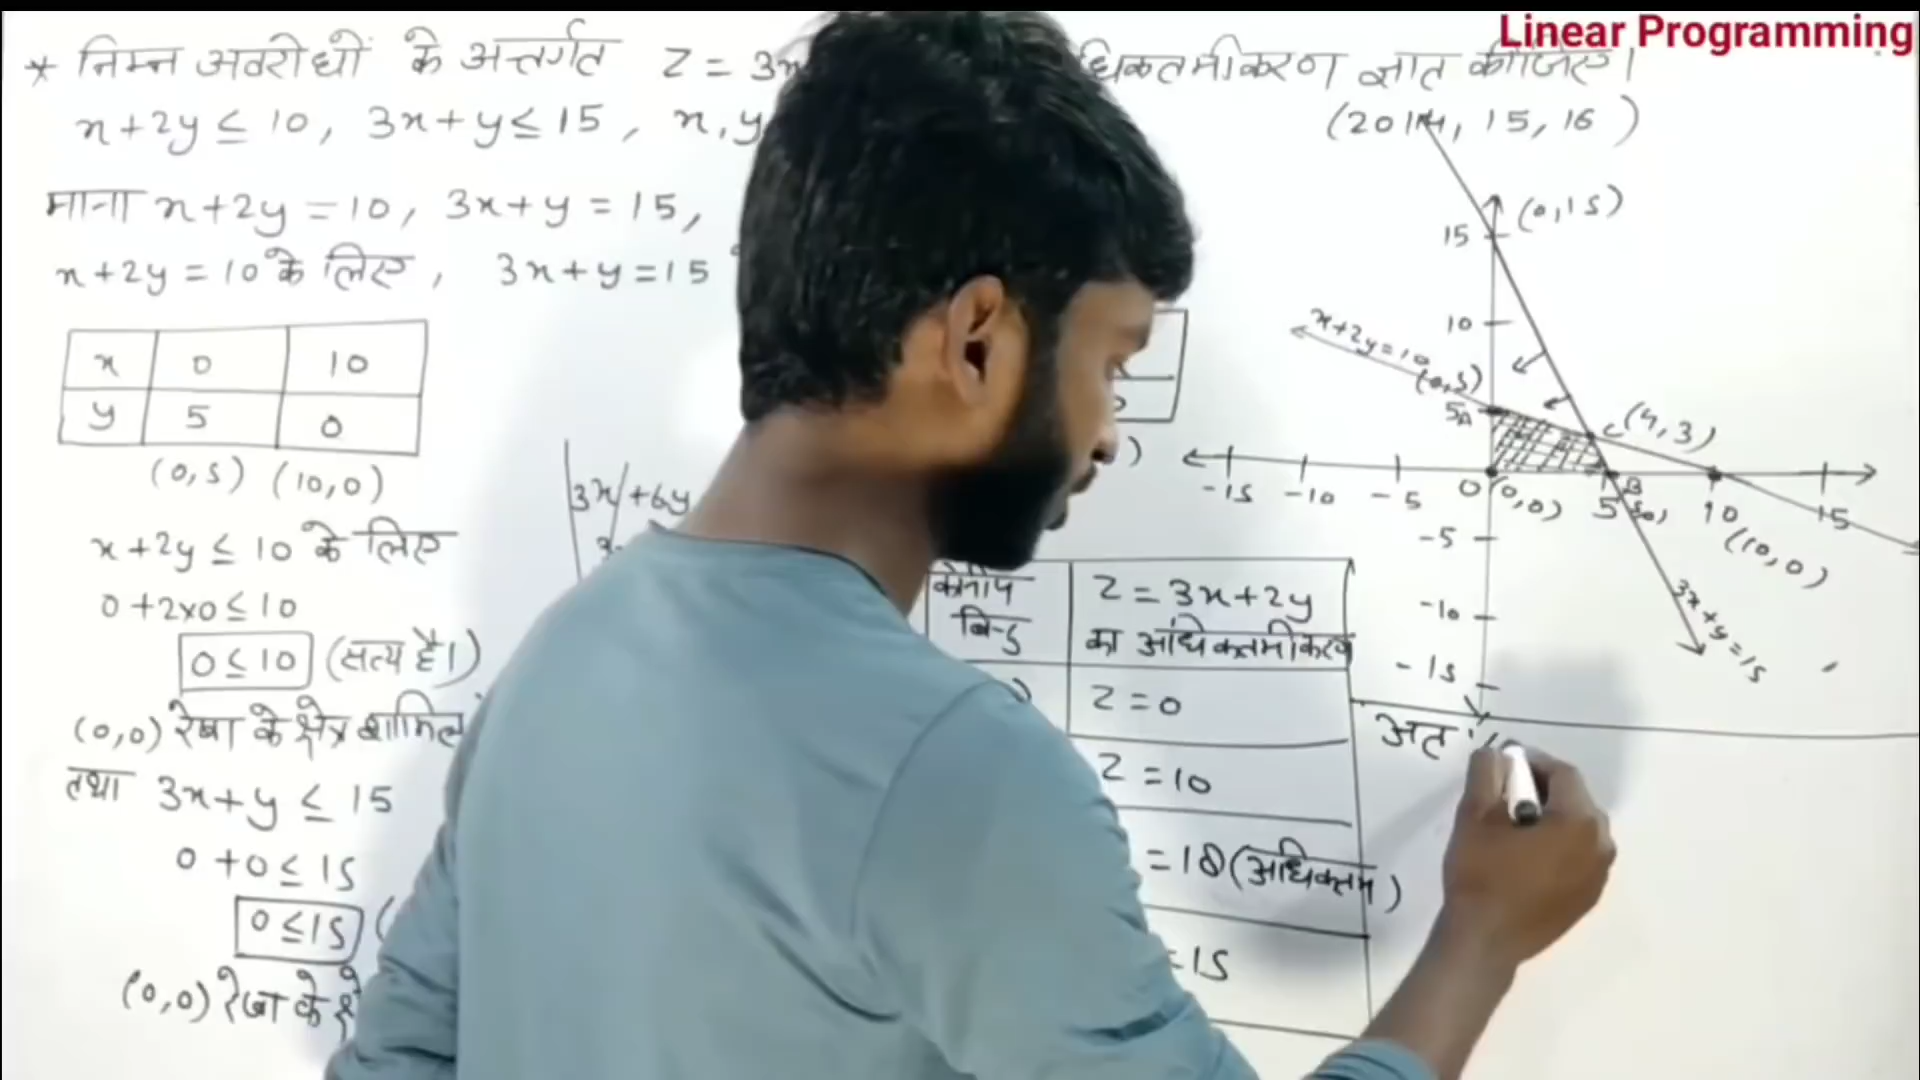 Linear Programming
* निम्न अवरोधों के अन्तर्गत Z = 3x धिकतमीकरण ज्ञात कीजिए।
x+2y ≤ 10, 3x+y ≤ 15, x, y
(2014, 15, 16)
माना x+2y = 10, 3x+y = 15,
x+2y = 10 के लिए, 3x+y = 15
x 0 10
y 5 0
(0,5) (10,0)
x+2y ≤ 10 के लिए
0+2×0 ≤ 10
0 ≤ 10 (सत्य है।)
(0,0) रेखा के क्षेत्र शामिल
तथा 3x+y ≤ 15
0+0 ≤ 15
0 ≤ 15 (
(0,0) रेखा के क्षे
3x+6y
कोनीय बिन्दु
Z = 3x+2y
का अधिकतमीकरण
Z = 0
Z = 10
= 18 (अधिकतम)
= 15
(0,15)
15
10
x+2y=10
(0,5)
5 A
(4,3)
-15 -10 -5 0 (0,0) 5 B 10 15
(10,0)
-5
-10
-15
3x+y=15
अतः